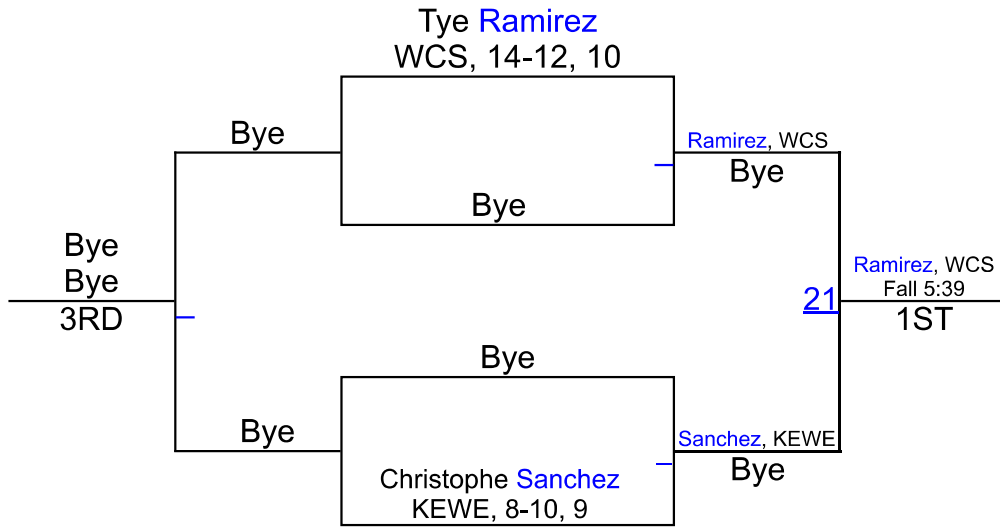 Tye Ramirez
WCS, 14-12, 10
Bye
Ramirez, WCS
Bye
Bye
Bye
Bye
3RD
Ramirez, WCS
Fall 5:39
21
1ST
Bye
Bye
Sanchez, KEWE
Bye
Christophe Sanchez
KEWE, 8-10, 9